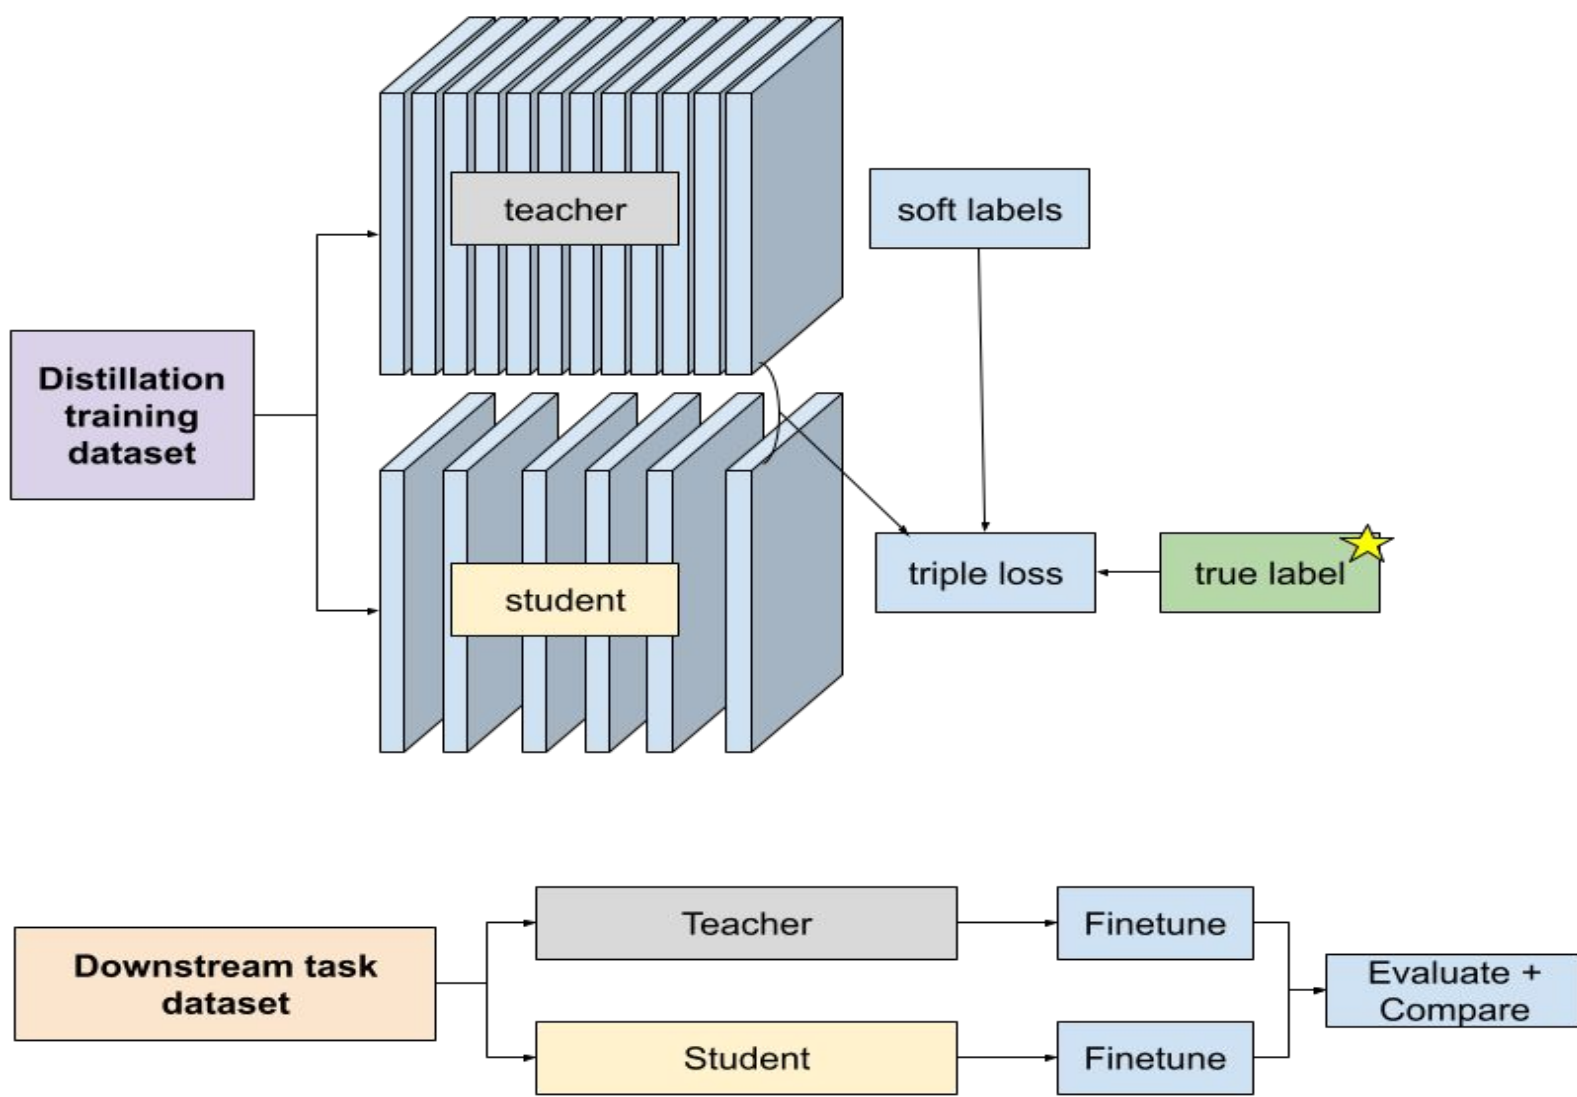 teacher
soft labels
Distillation
training
dataset
student
triple loss
true label
Downstream task
dataset
Teacher
Finetune
Student
Finetune
Evaluate +
Compare